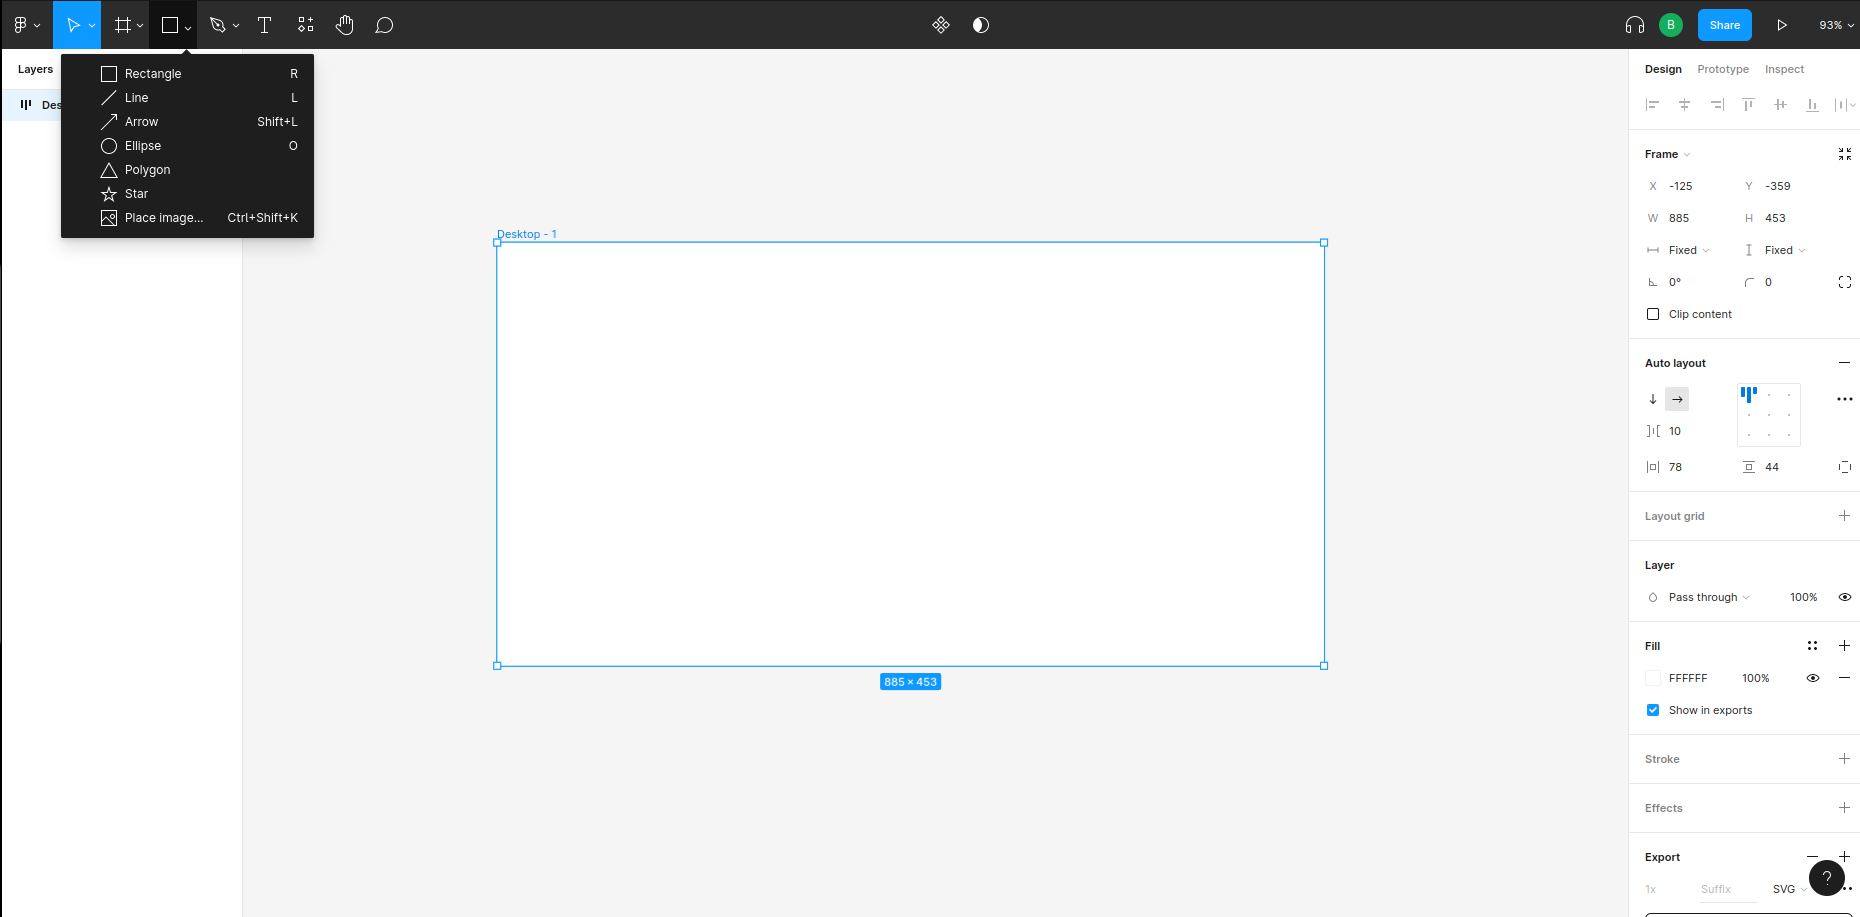 B
Share
93%
Layers
Des
Rectangle R
Line L
Arrow Shift+L
Ellipse O
Polygon
Star
Place image... Ctrl+Shift+K
Desktop - 1
885 × 453
Design Prototype Inspect
Frame
X -125 Y -359
W 885 H 453
Fixed Fixed
0° 0
Clip content
Auto layout
10
78 44
Layout grid
Layer
Pass through 100%
Fill
FFFFFF 100%
Show in exports
Stroke
Effects
Export
1x Suffix SVG
?